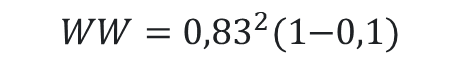 WW = 0,83²(1−0,1)